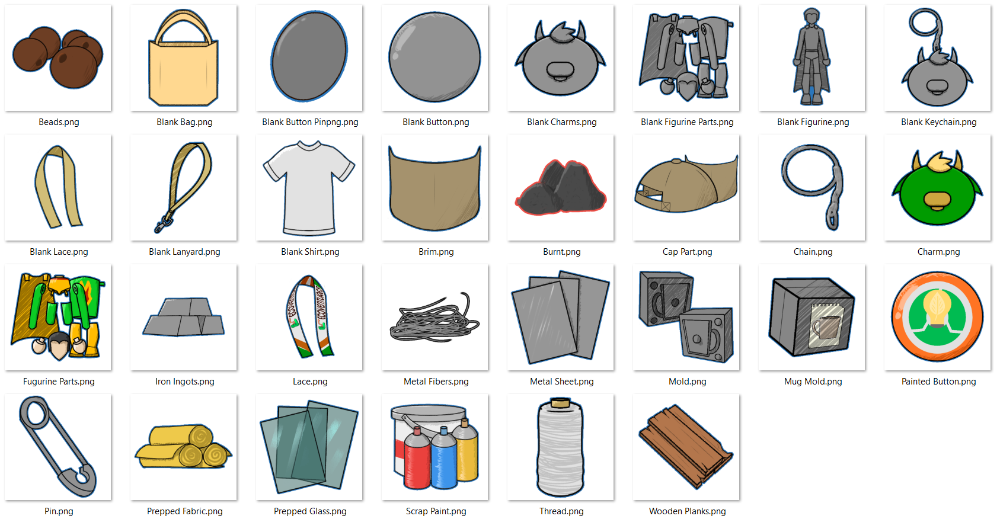 Beads.png
Blank Bag.png
Blank Button Pinpng.png
Blank Button.png
Blank Charms.png
Blank Figurine Parts.png
Blank Figurine.png
Blank Keychain.png
Blank Lace.png
Blank Lanyard.png
Blank Shirt.png
Brim.png
Burnt.png
Cap Part.png
Chain.png
Charm.png
ECOVENTURE
ECOVENTURE
Fugurine Parts.png
Iron Ingots.png
Lace.png
Metal Fibers.png
Metal Sheet.png
Mold.png
Mug Mold.png
Painted Button.png
Pin.png
Prepped Fabric.png
Prepped Glass.png
Scrap Paint.png
Thread.png
Wooden Planks.png